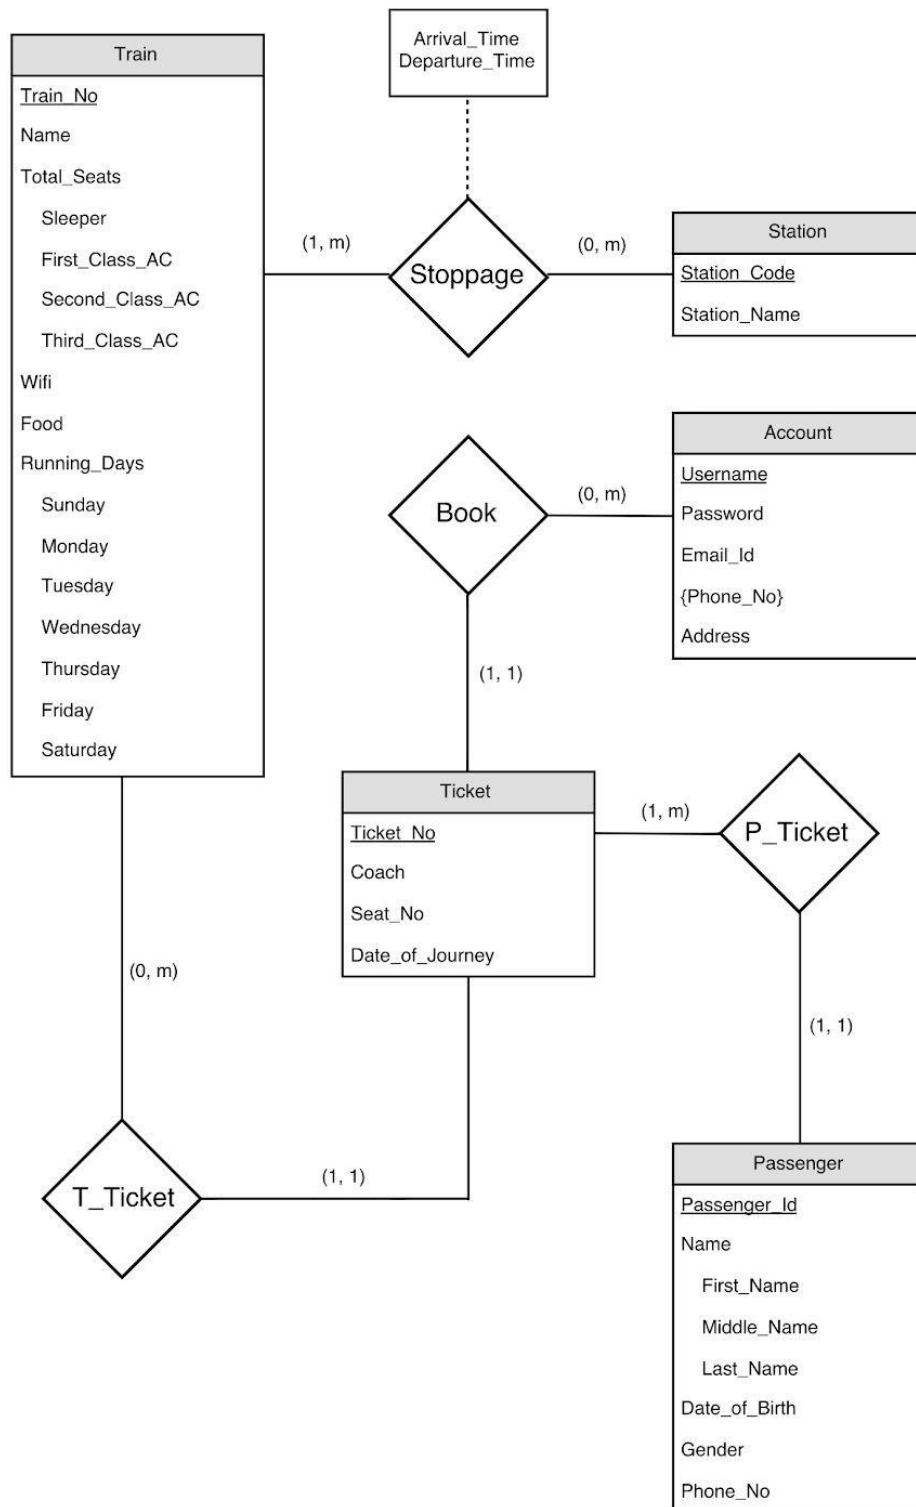 Arrival_Time
Departure_Time
Train
Train_No
Name
Total_Seats
Sleeper
First_Class_AC
Second_Class_AC
Third_Class_AC
Wifi
Food
Running_Days
Sunday
Monday
Tuesday
Wednesday
Thursday
Friday
Saturday
(1, m)
Stoppage
(0, m)
Station
Station_Code
Station_Name
Book
(0, m)
Account
Username
Password
Email_Id
{Phone_No}
Address
(1, 1)
Ticket
Ticket_No
Coach
Seat_No
Date_of_Journey
(1, m)
P_Ticket
(0, m)
(1, 1)
T_Ticket
(1, 1)
Passenger
Passenger_Id
Name
First_Name
Middle_Name
Last_Name
Date_of_Birth
Gender
Phone_No